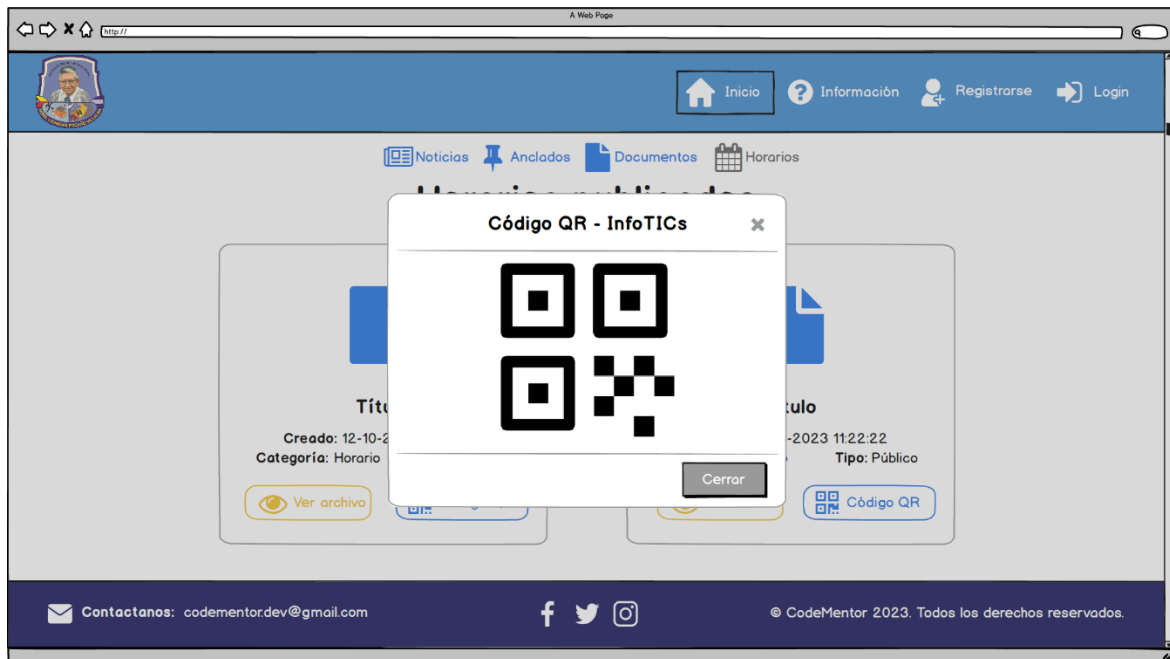 A Web Page
http://
Inicio
Información
Registrarse
Login
Noticias
Anclados
Documentos
Horarios
Código QR - InfoTICs
Creado: 12-10-2
-2023 11:22:22
Categoría: Horario
Tipo: Público
Ver archivo
Código QR
Cerrar
Contactanos: codementor.dev@gmail.com
© CodeMentor 2023. Todos los derechos reservados.